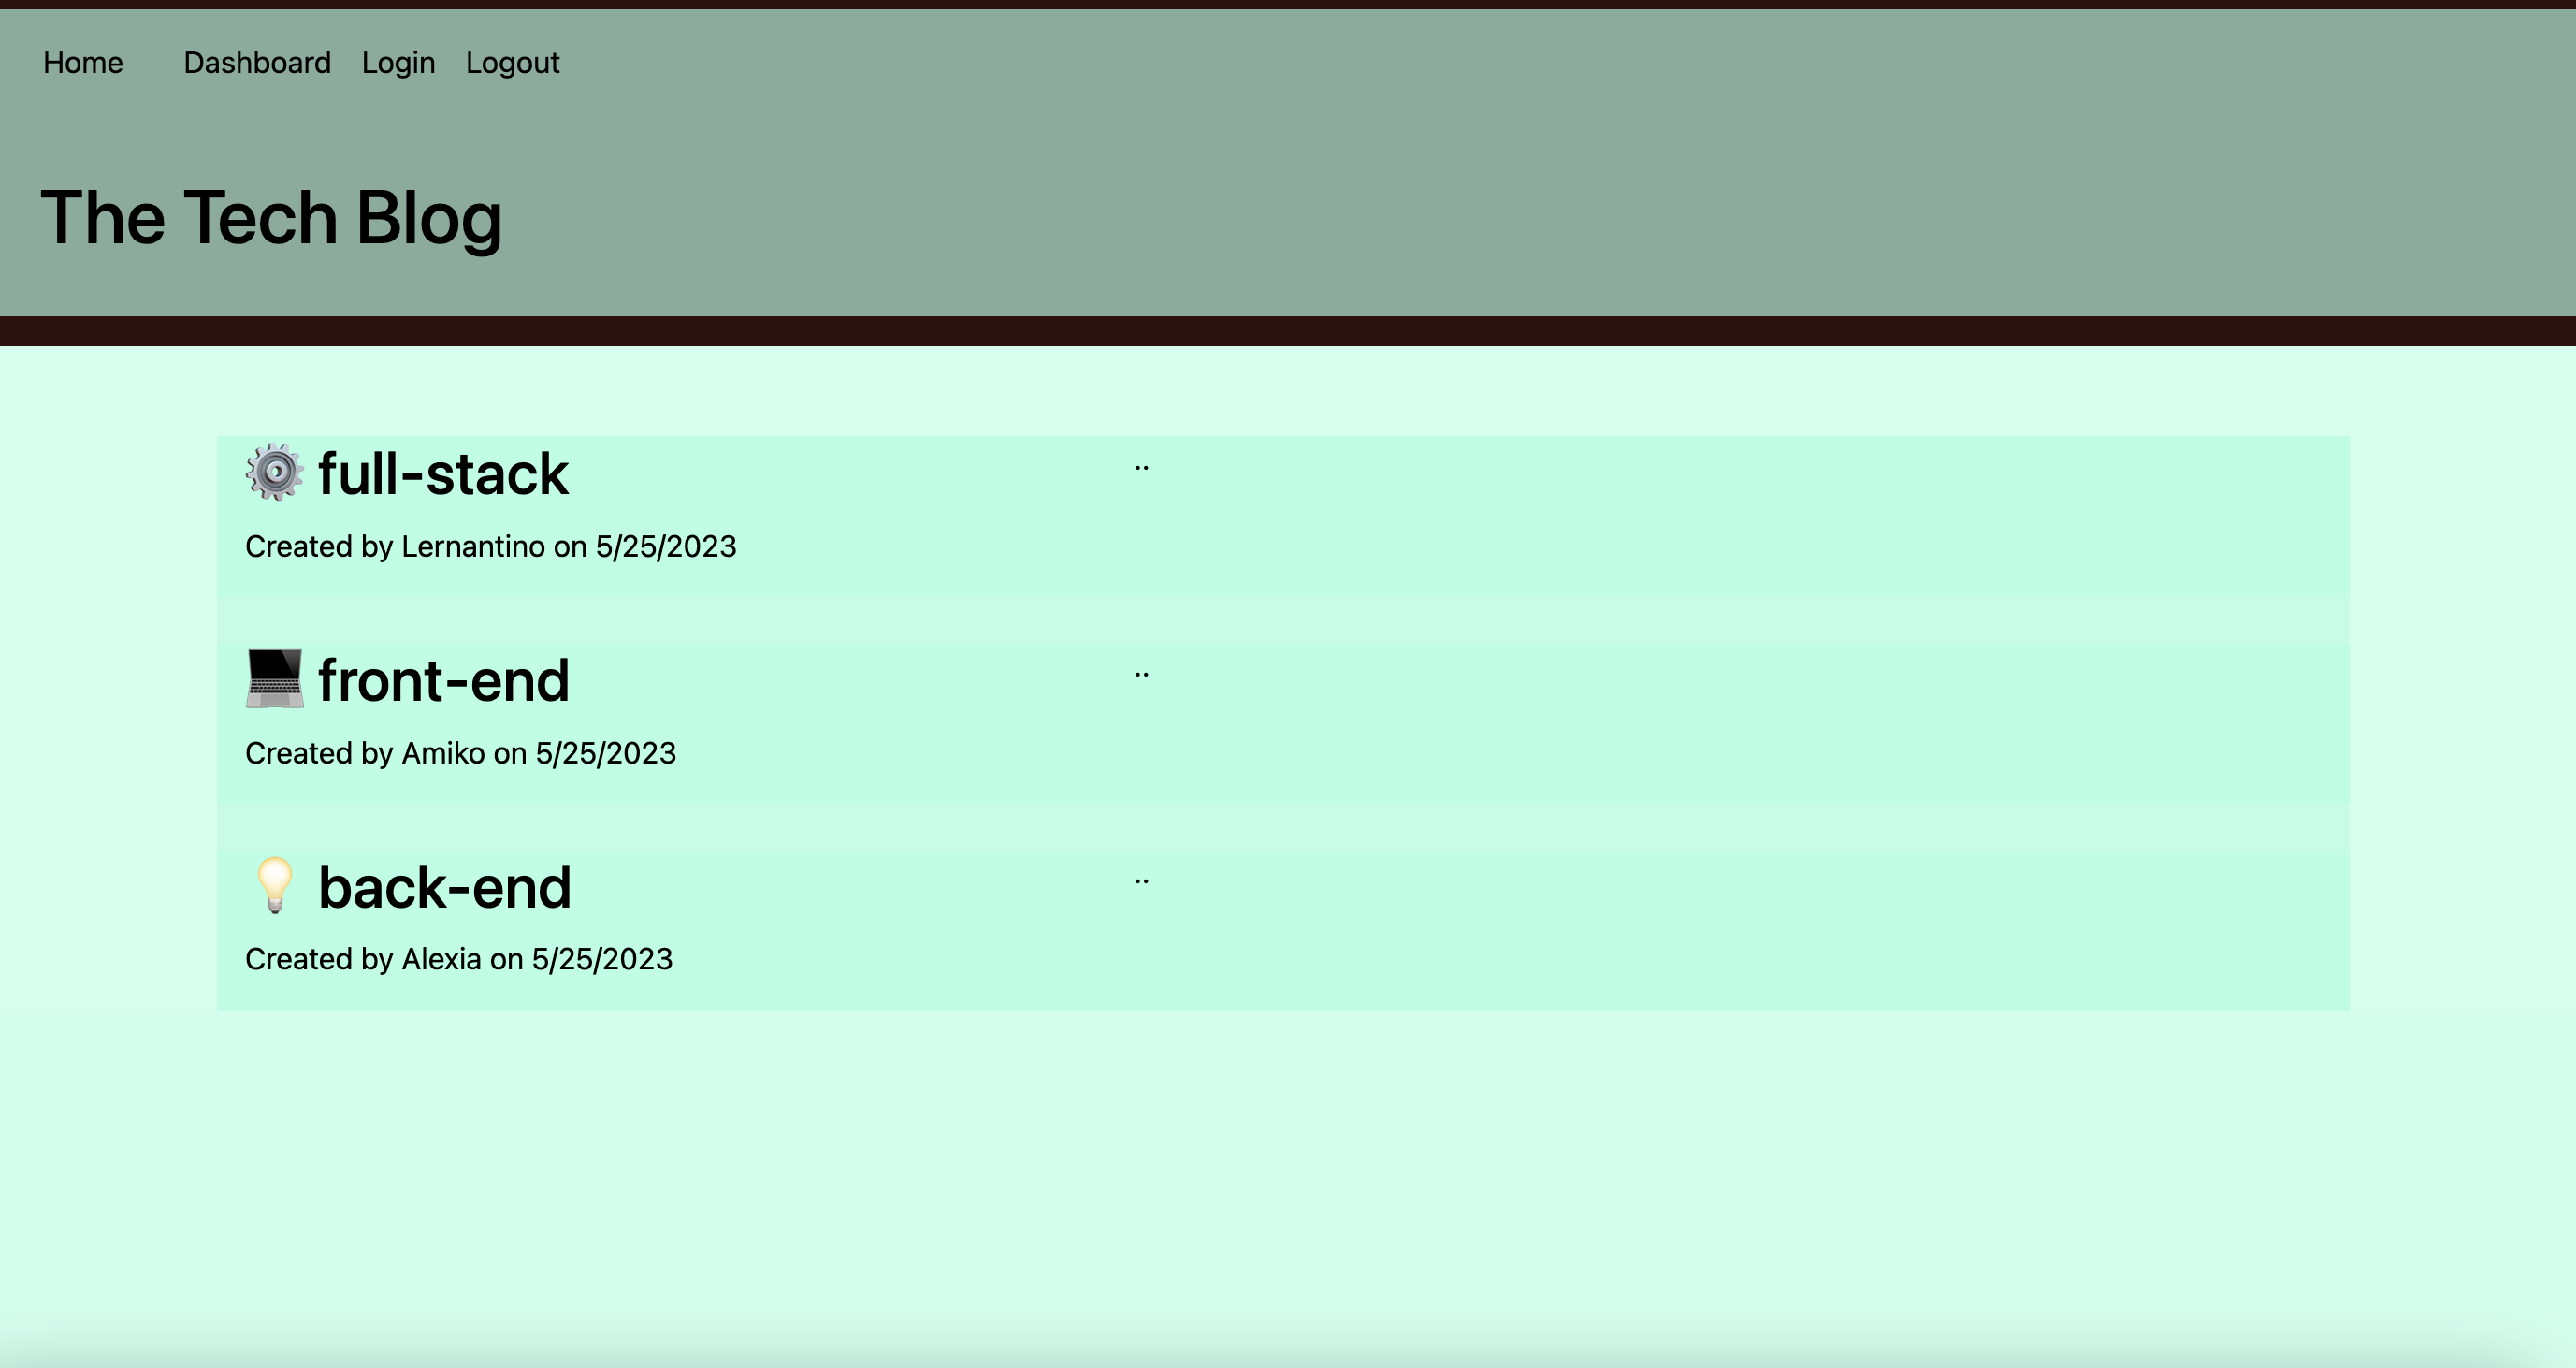 Home Dashboard Login Logout
The Tech Blog
⚙️ full-stack ..
Created by Lernantino on 5/25/2023
💻 front-end ..
Created by Amiko on 5/25/2023
💡 back-end ..
Created by Alexia on 5/25/2023